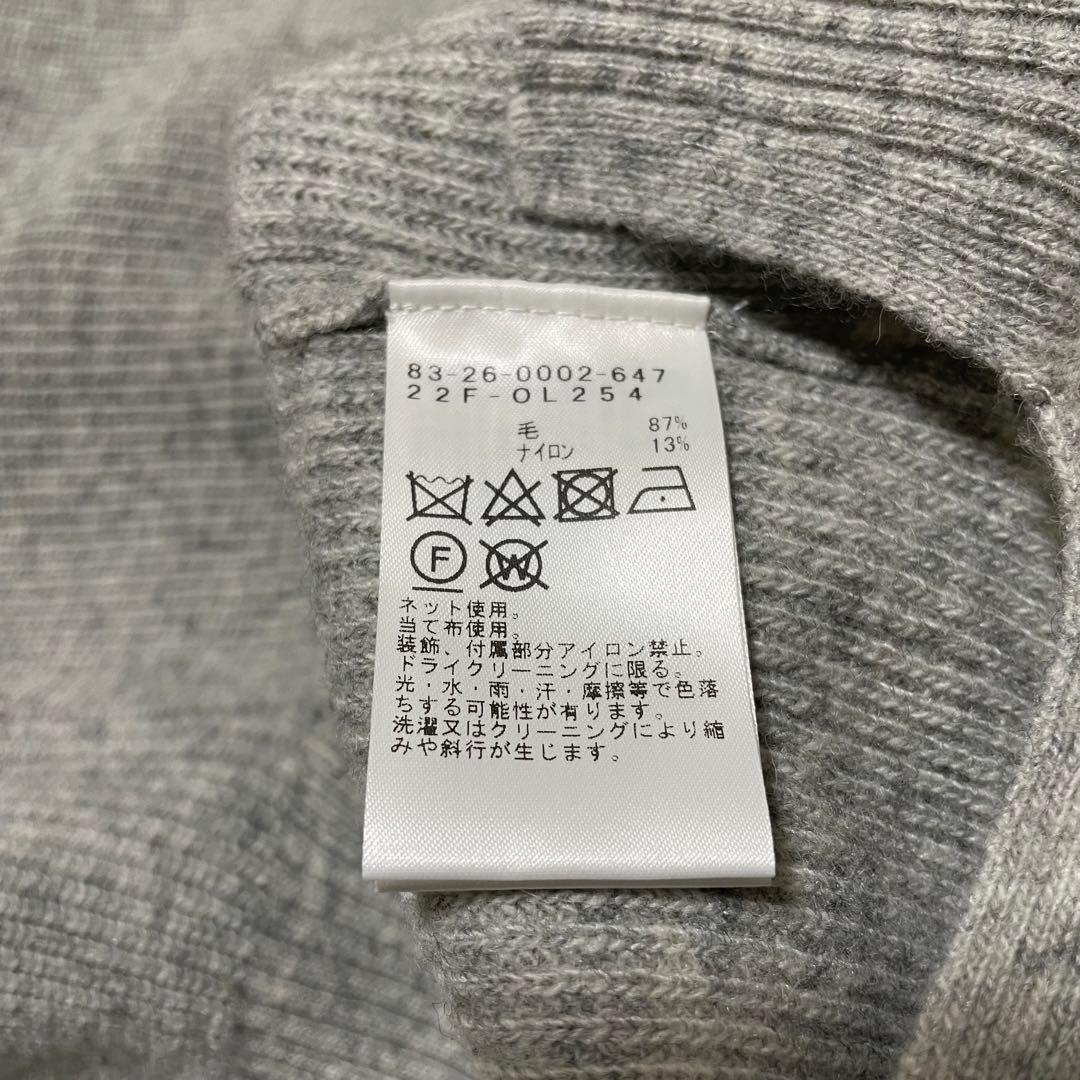 83-26-0002-647
22F-OL254
毛 87%
ナイロン 13%
F W
ネット使用。
当て布使用。
装飾、付属部分アイロン禁止。
ドライクリーニングに限る。
光・水・雨・汗・摩擦等で色落
ちする可能性が有ります。
洗濯又はクリーニングにより縮
みや斜行が生じます。